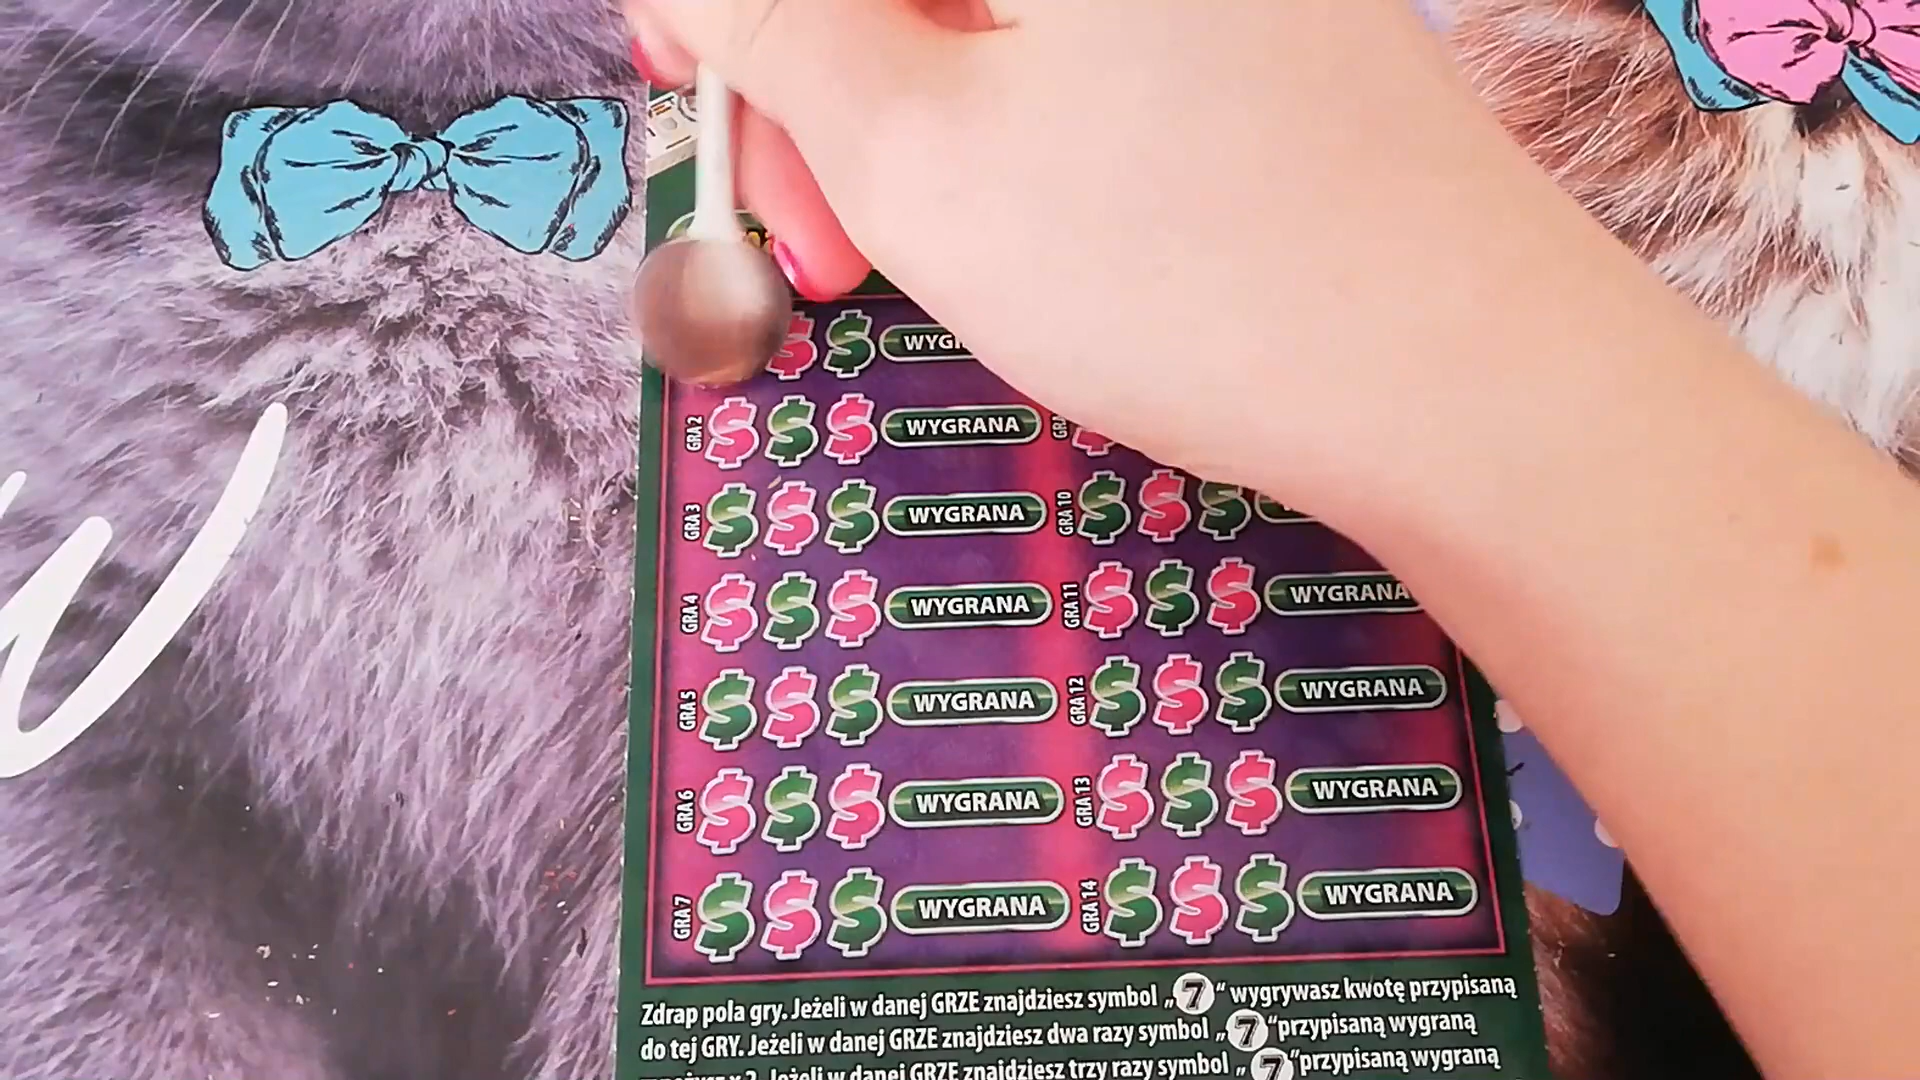 WYG
GRA 2 WYGRANA GRA
GRA 3 WYGRANA GRA 10
GRA 4 WYGRANA GRA 11 WYGRANA
GRA 5 WYGRANA GRA 12 WYGRANA
GRA 6 WYGRANA GRA 13 WYGRANA
GRA 7 WYGRANA GRA 14 WYGRANA
Zdrap pola gry. Jeżeli w danej GRZE znajdziesz symbol „7“ wygrywasz kwotę przypisaną
do tej GRY. Jeżeli w danej GRZE znajdziesz dwa razy symbol „7“przypisaną wygraną
x 2. Jeżeli w danej GRZE znajdziesz trzy razy symbol „7”przypisaną wygraną